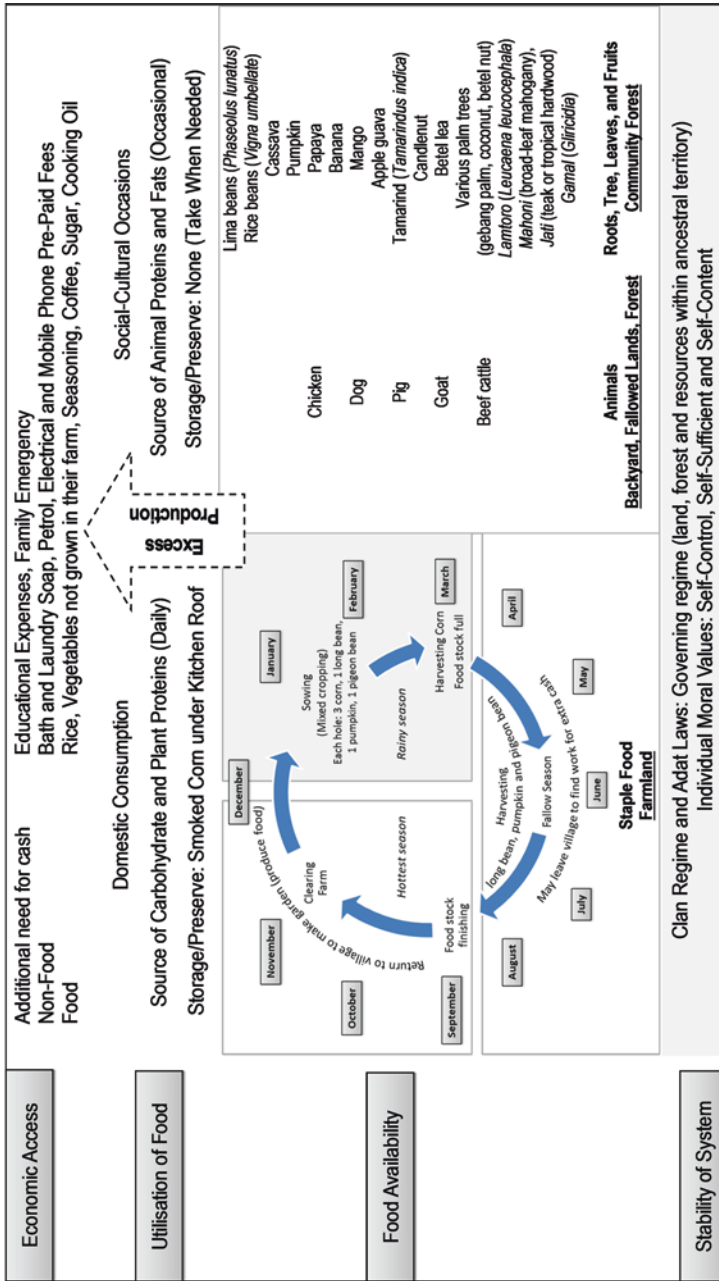 Economic Access
Additional need for cash
Non-Food
Food
Educational Expenses, Family Emergency
Bath and Laundry Soap, Petrol, Electrical and Mobile Phone Pre-Paid Fees
Rice, Vegetables not grown in their farm, Seasoning, Coffee, Sugar, Cooking Oil
Utilisation of Food
Domestic Consumption
Source of Carbohydrate and Plant Proteins (Daily)
Storage/Preserve: Smoked Corn under Kitchen Roof
Excess
Production
Social-Cultural Occasions
Source of Animal Proteins and Fats (Occasional)
Storage/Preserve: None (Take When Needed)
Food Availability
December
January
February
March
April
May
June
July
August
September
October
November
Return to village to make garden (produce food)
Clearing
Farm
Hottest season
Food stock
finishing
Sowing
(Mixed cropping)
Each hole: 3 corn, 1 long bean,
1 pumpkin, 1 pigeon bean
Rainy season
Harvesting Corn
Food stock full
Harvesting
long bean, pumpkin and pigeon bean
Fallow Season
May leave village to find work for extra cash
Staple Food
Farmland
Chicken
Dog
Pig
Goat
Beef cattle
Animals
Backyard, Fallowed Lands, Forest
Lima beans (Phaseolus lunatus)
Rice beans (Vigna umbellate)
Cassava
Pumpkin
Papaya
Banana
Mango
Apple guava
Tamarind (Tamarindus indica)
Candlenut
Betel lea
Various palm trees
(gebang palm, coconut, betel nut)
Lamtoro (Leucaena leucocephala)
Mahoni (broad-leaf mahogany),
Jati (teak or tropical hardwood)
Gamal (Gliricidia)
Roots, Tree, Leaves, and Fruits
Community Forest
Stability of System
Clan Regime and Adat Laws: Governing regime (land, forest and resources within ancestral territory)
Individual Moral Values: Self-Control, Self-Sufficient and Self-Content